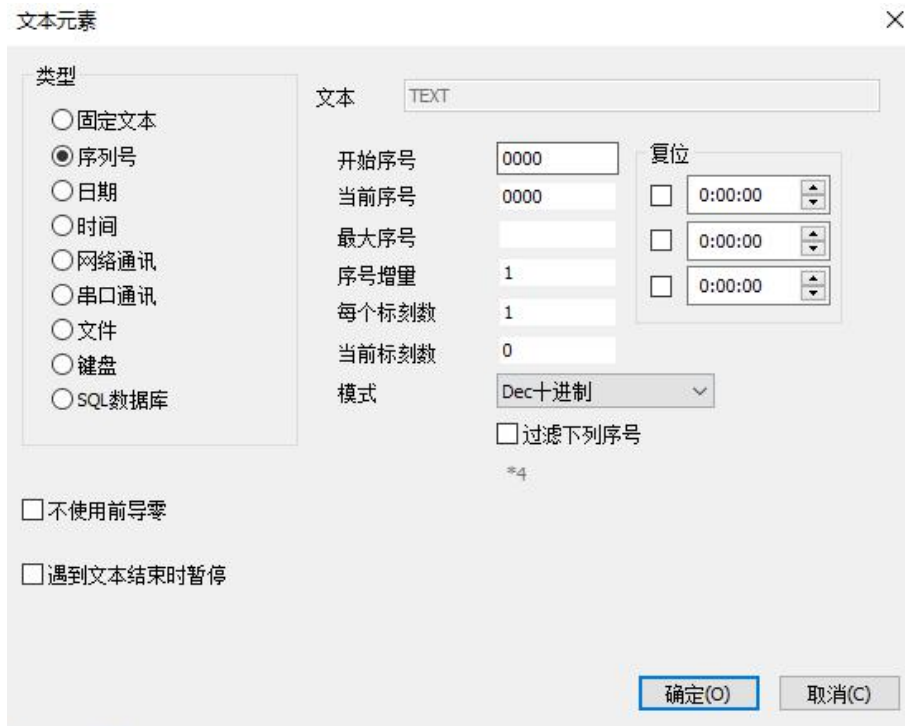 文本元素
类型
固定文本
序列号
日期
时间
网络通讯
串口通讯
文件
键盘
SQL数据库
文本 TEXT
开始序号 0000
当前序号 0000
最大序号
序号增量 1
每个标刻数 1
当前标刻数 0
模式 Dec十进制
过滤下列序号
*4
复位
0:00:00
0:00:00
0:00:00
不使用前导零
遇到文本结束时暂停
确定(O) 取消(C)